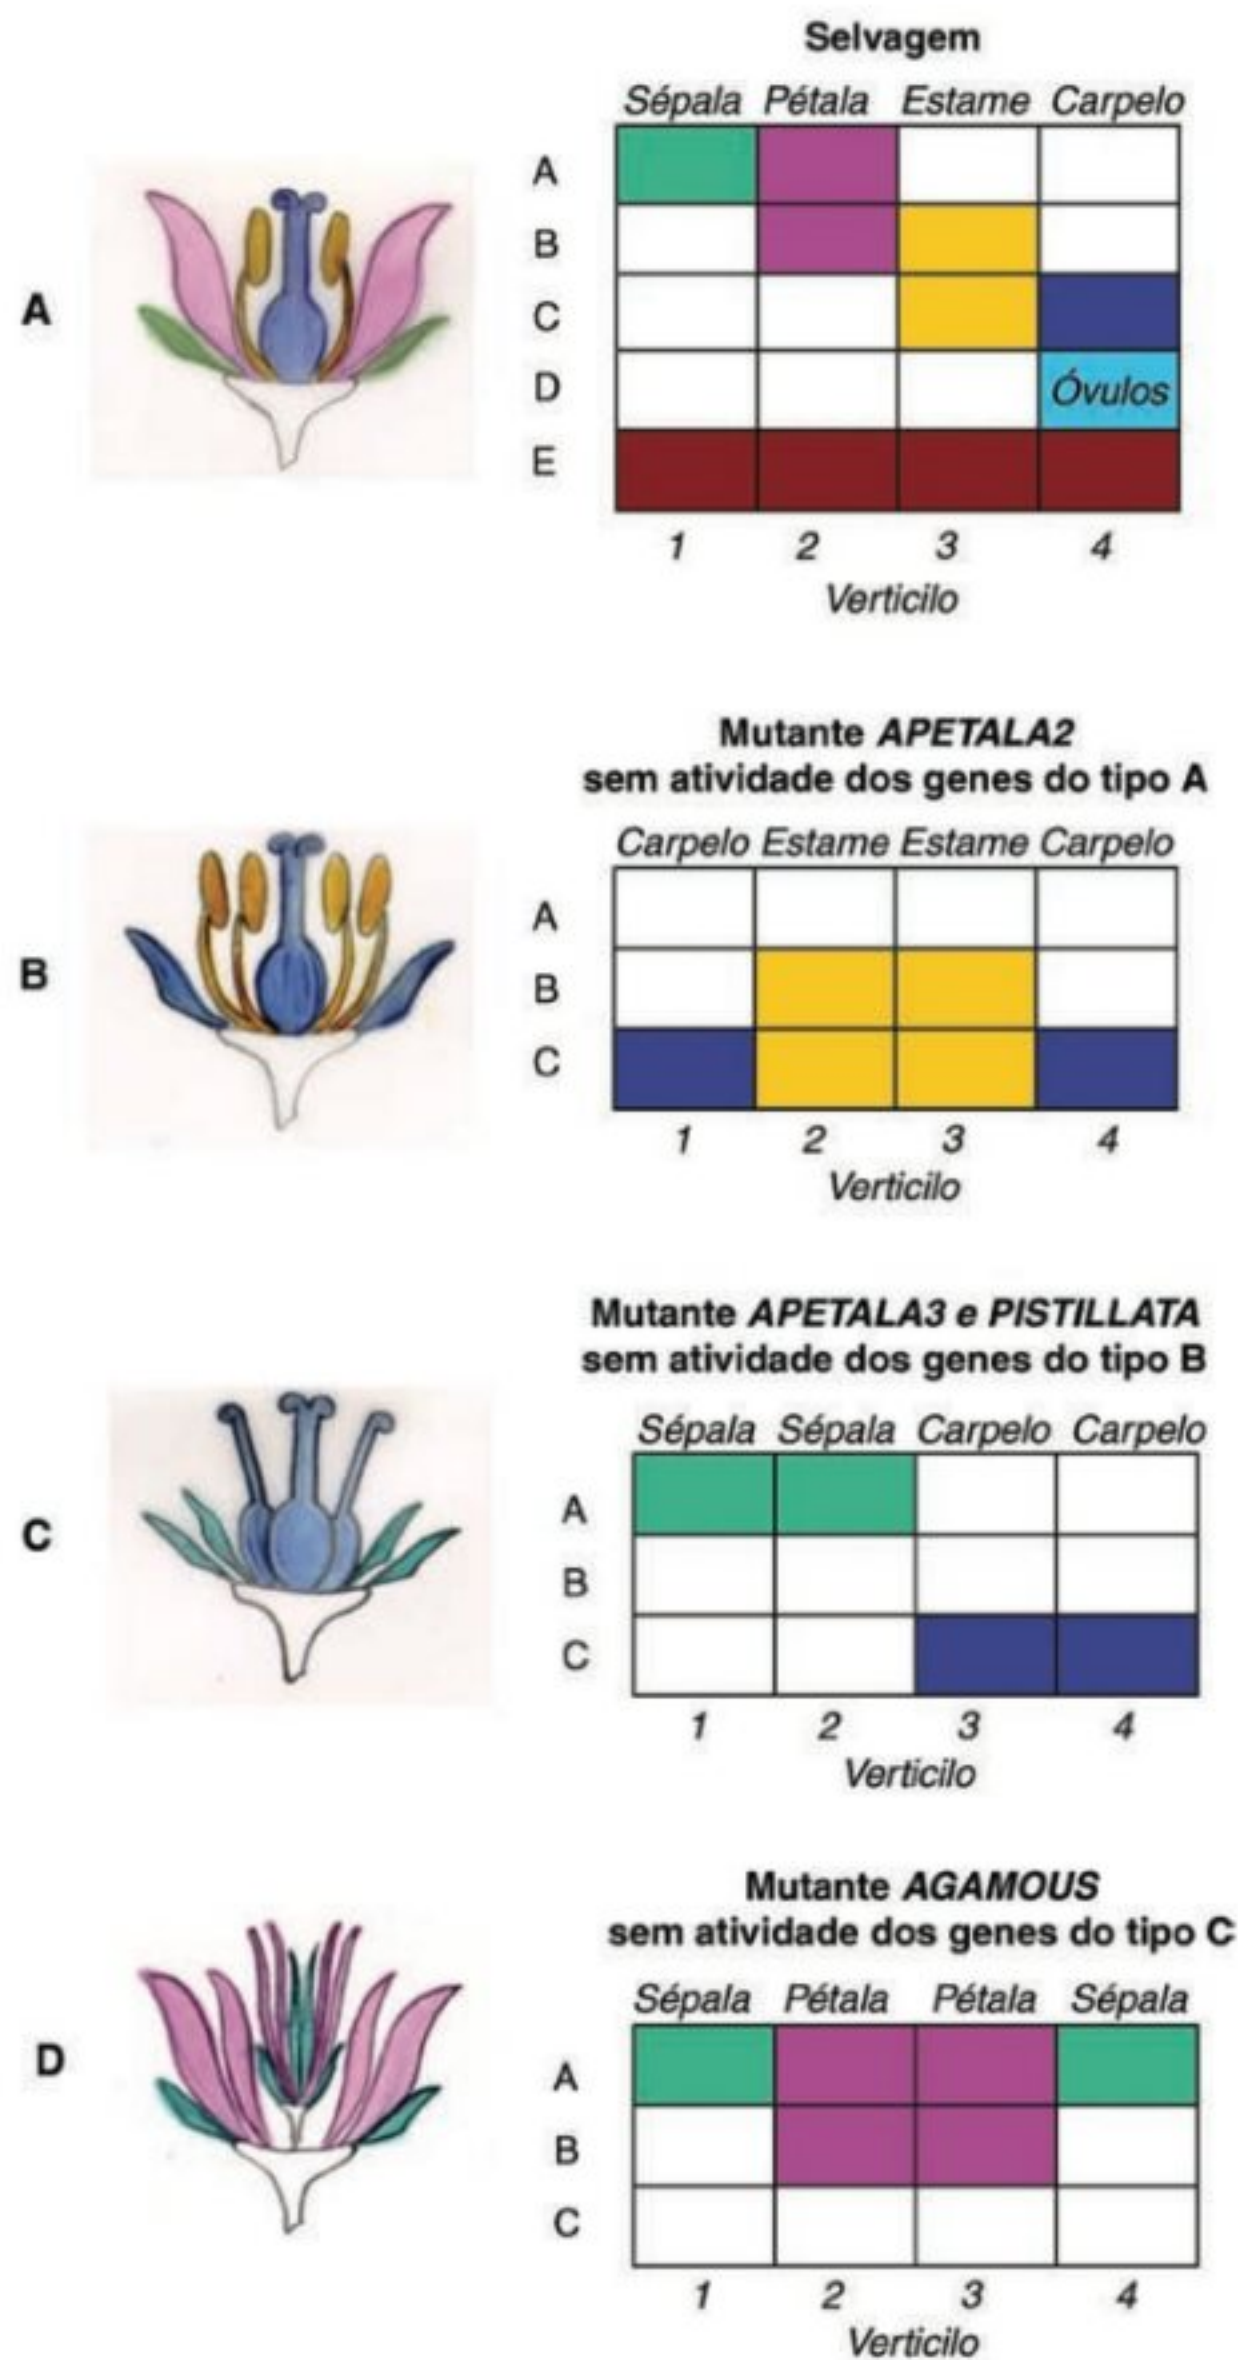 Selvagem
Sépala Pétala Estame Carpelo
A
B
A
C
D Óvulos
E
1 2 3 4
Verticilo
Mutante APETALA2
sem atividade dos genes do tipo A
Carpelo Estame Estame Carpelo
A
B
B
C
1 2 3 4
Verticilo
Mutante APETALA3 e PISTILLATA
sem atividade dos genes do tipo B
Sépala Sépala Carpelo Carpelo
A
C
B
C
1 2 3 4
Verticilo
Mutante AGAMOUS
sem atividade dos genes do tipo C
Sépala Pétala Pétala Sépala
D
A
B
C
1 2 3 4
Verticilo